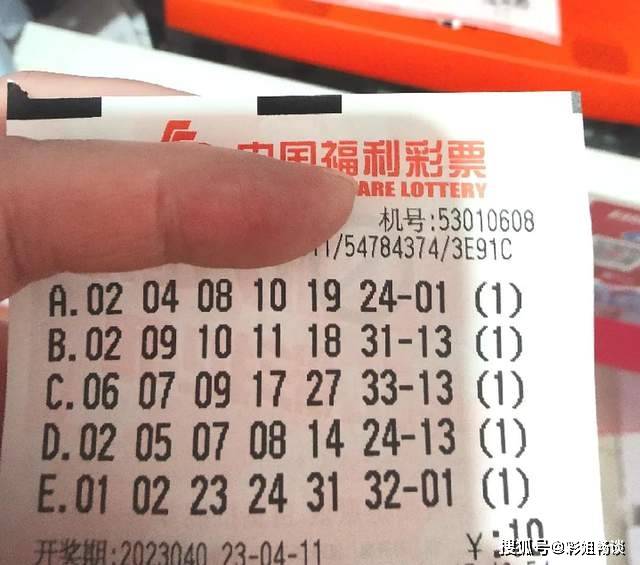 中国福利彩票
ARE LOTTERY
机号:53010608
/54784374/3E91C
A.02 04 08 10 19 24-01 (1)
B.02 09 10 11 18 31-13 (1)
C.06 07 09 17 27 33-13 (1)
D.02 05 07 08 14 24-13 (1)
E.01 02 23 24 31 32-01 (1)
开奖期:2023040 23-04-11 ¥:10
搜狐号@彩姐畅谈